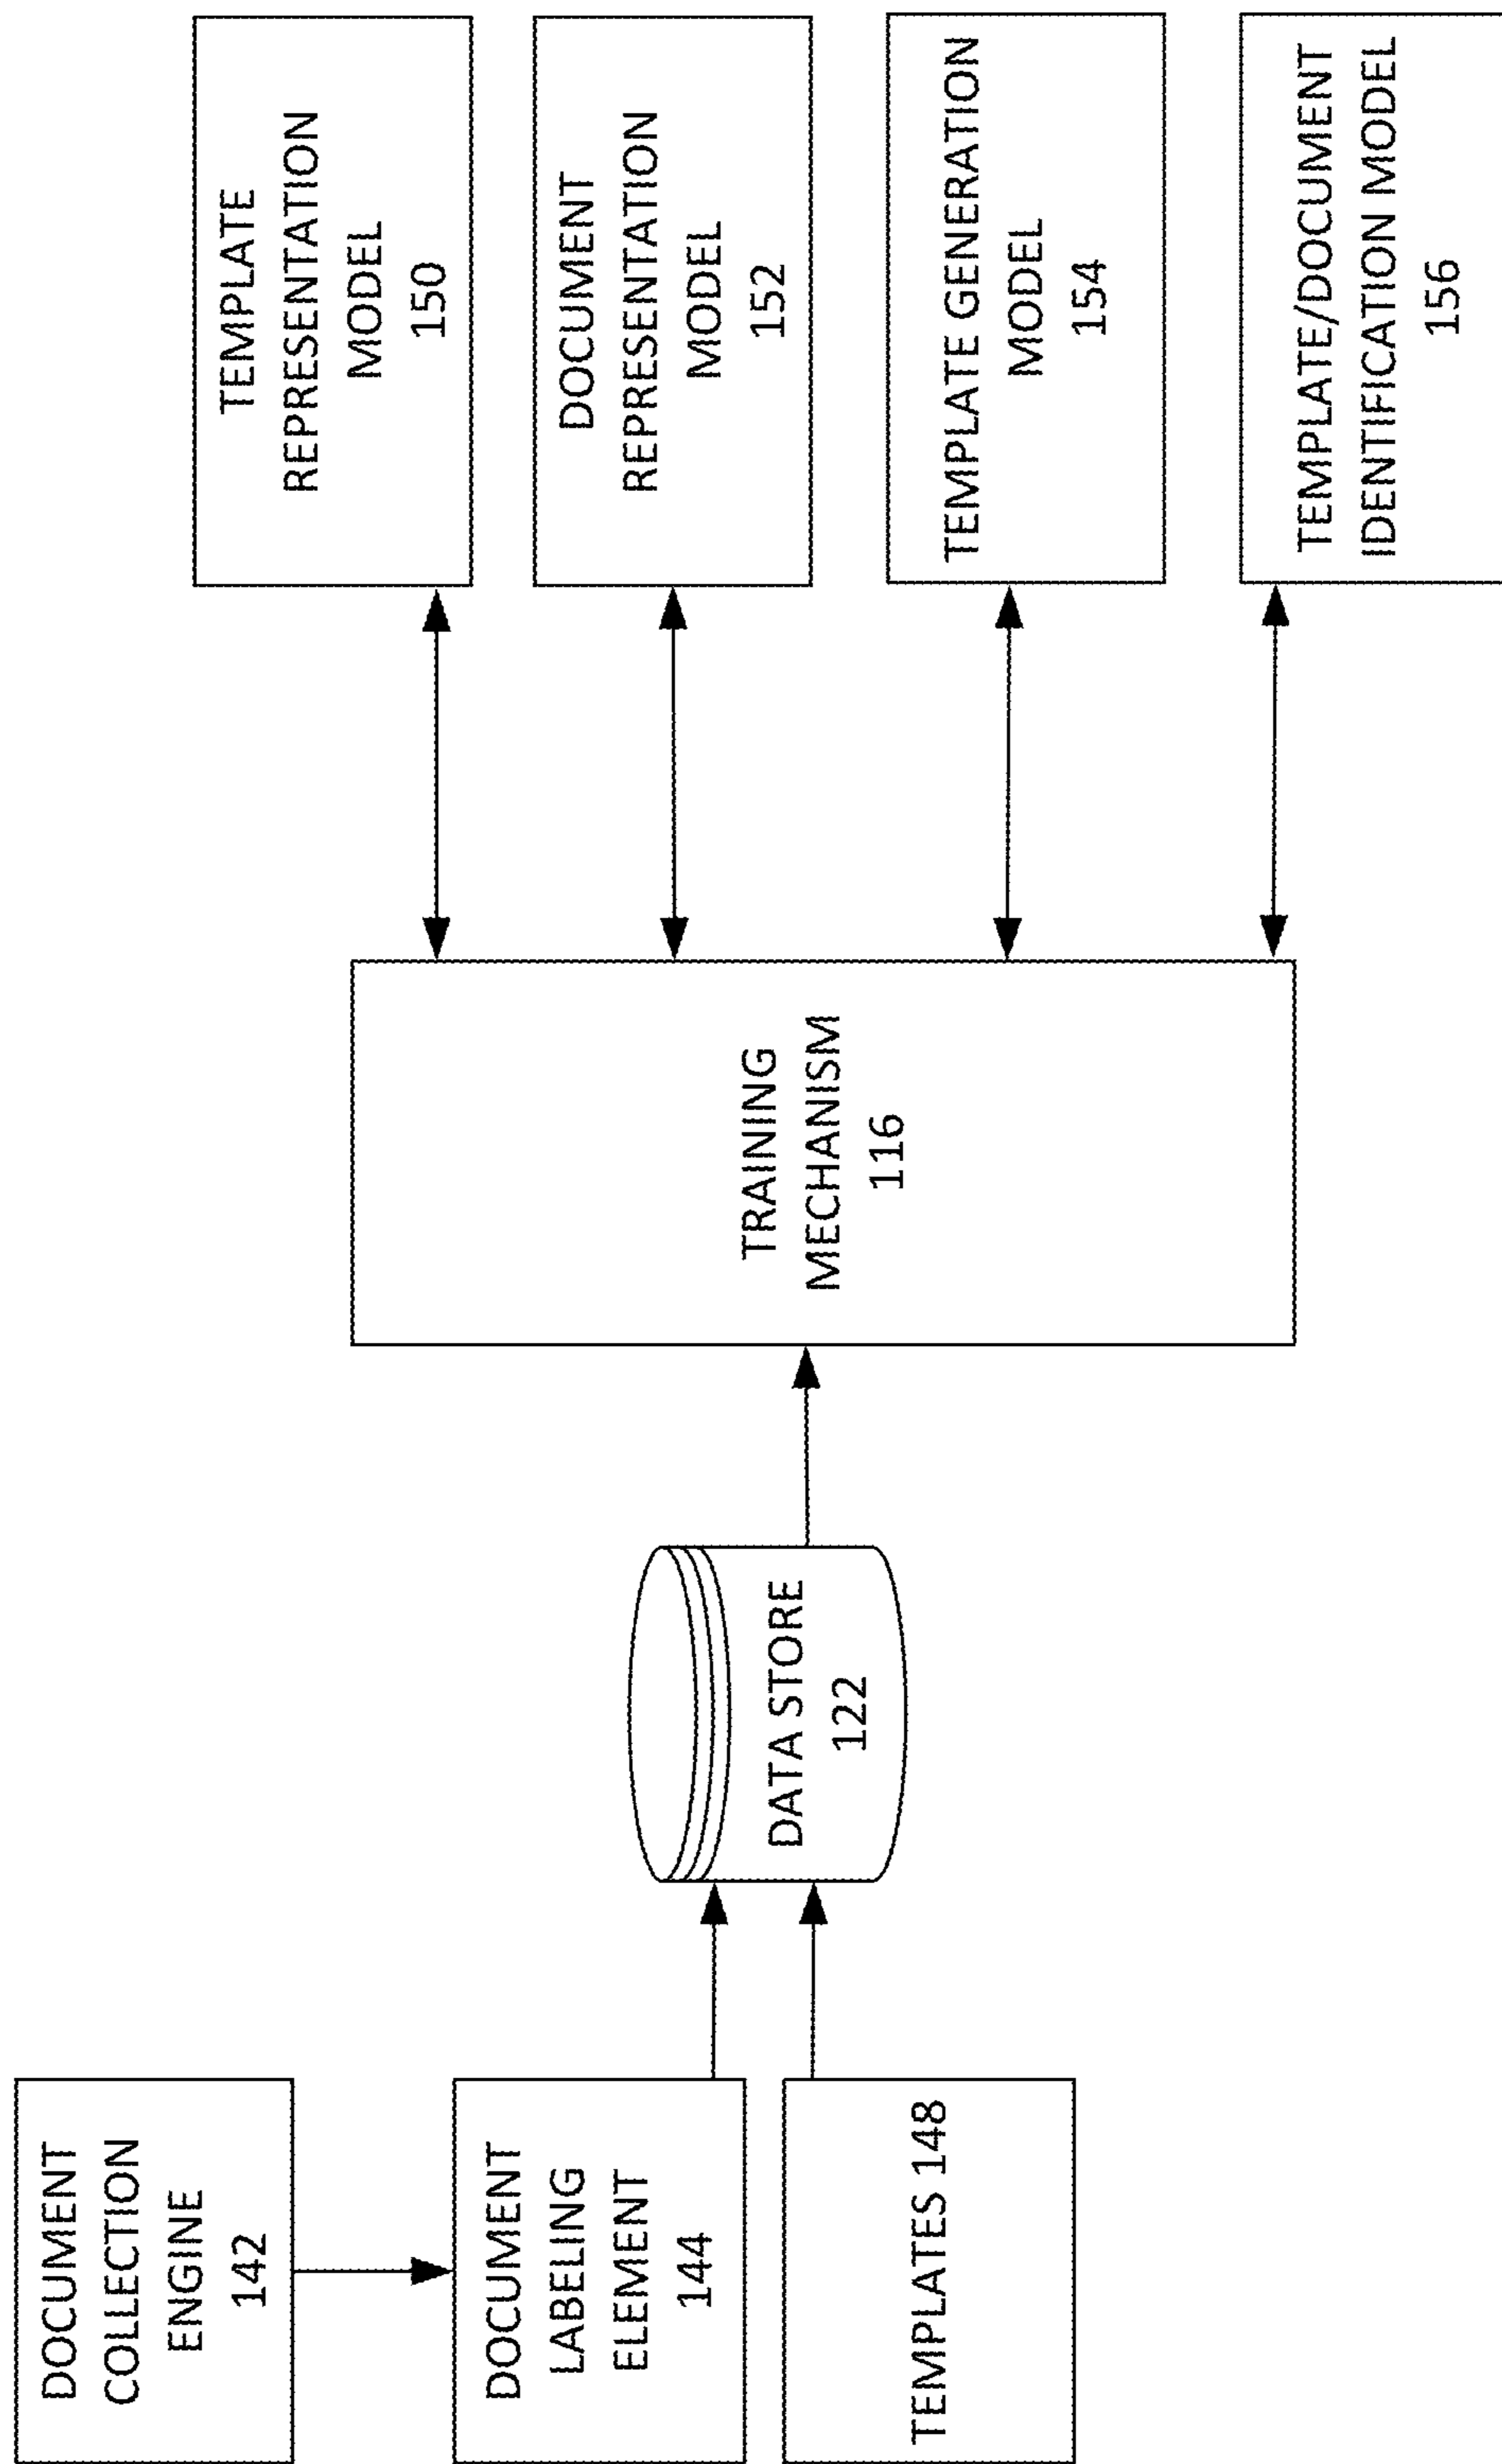 DOCUMENT
COLLECTION
ENGINE
142
DOCUMENT
LABELING
ELEMENT
144
TEMPLATES 148
DATA STORE
122
TRAINING
MECHANISM
116
TEMPLATE
REPRESENTATION
MODEL
150
DOCUMENT
REPRESENTATION
MODEL
152
TEMPLATE GENERATION
MODEL
154
TEMPLATE/DOCUMENT
IDENTIFICATION MODEL
156